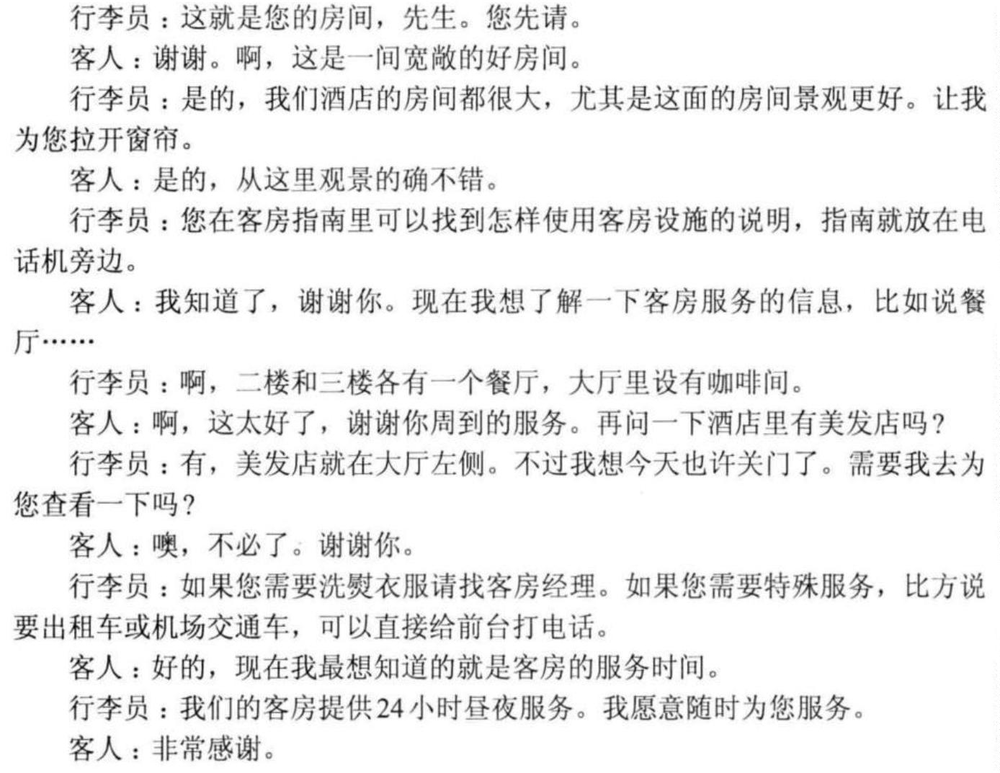 行李员：这就是您的房间，先生。您先请。
客人：谢谢。啊，这是一间宽敞的好房间。
行李员：是的，我们酒店的房间都很大，尤其是这面的房间景观更好。让我
为您拉开窗帘。
客人：是的，从这里观景的确不错。
行李员：您在客房指南里可以找到怎样使用客房设施的说明，指南就放在电
话机旁边。
客人：我知道了，谢谢你。现在我想了解一下客房服务的信息，比如说餐
厅……
行李员：啊，二楼和三楼各有一个餐厅，大厅里设有咖啡间。
客人：啊，这太好了，谢谢你周到的服务。再问一下酒店里有美发店吗？
行李员：有，美发店就在大厅左侧。不过我想今天也许关门了。需要我去为
您查看一下吗？
客人：噢，不必了。谢谢你。
行李员：如果您需要洗熨衣服请找客房经理。如果您需要特殊服务，比方说
要出租车或机场交通车，可以直接给前台打电话。
客人：好的，现在我最想知道的就是客房的服务时间。
行李员：我们的客房提供24小时昼夜服务。我愿意随时为您服务。
客人：非常感谢。